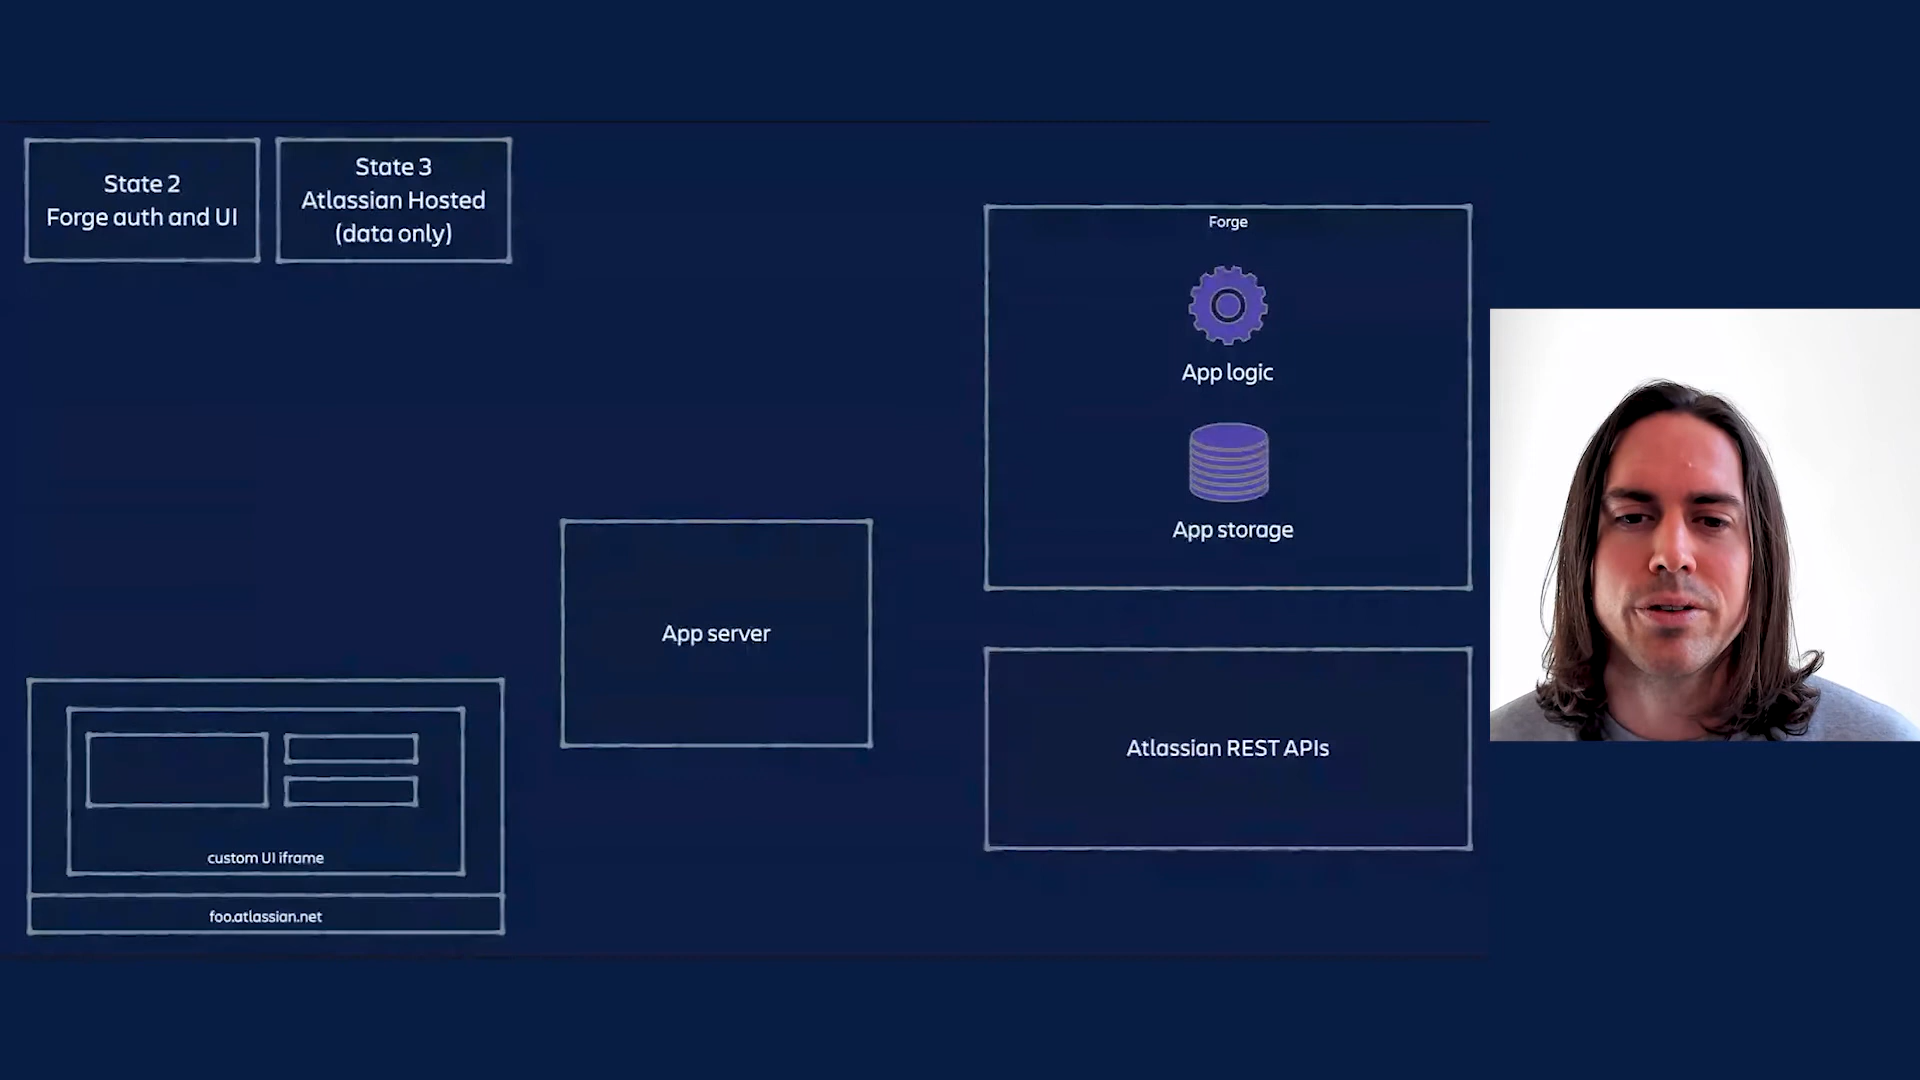 State 2
Forge auth and UI
State 3
Atlassian Hosted
(data only)
Forge
App logic
App storage
App server
Atlassian REST APIs
custom UI iframe
foo.atlassian.net